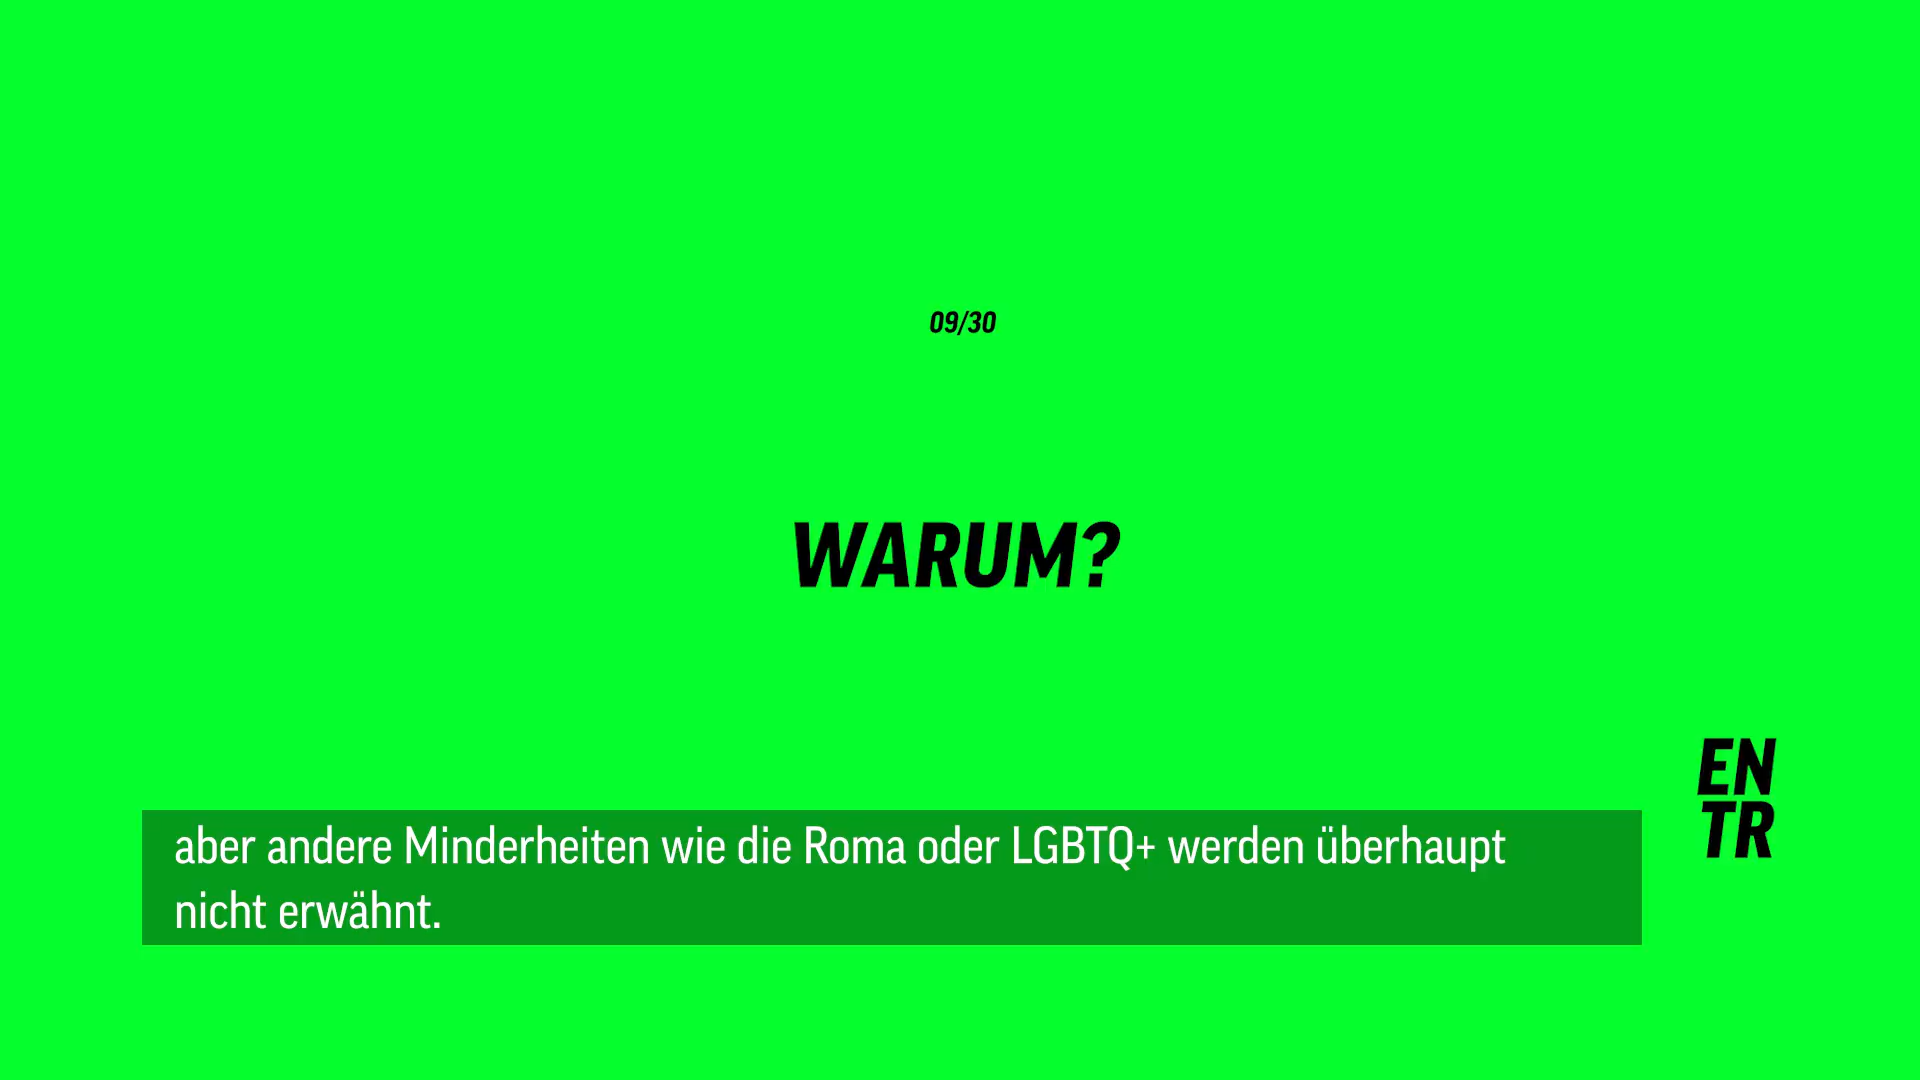 09/30
WARUM?
EN
TR
aber andere Minderheiten wie die Roma oder LGBTQ+ werden überhaupt
nicht erwähnt.